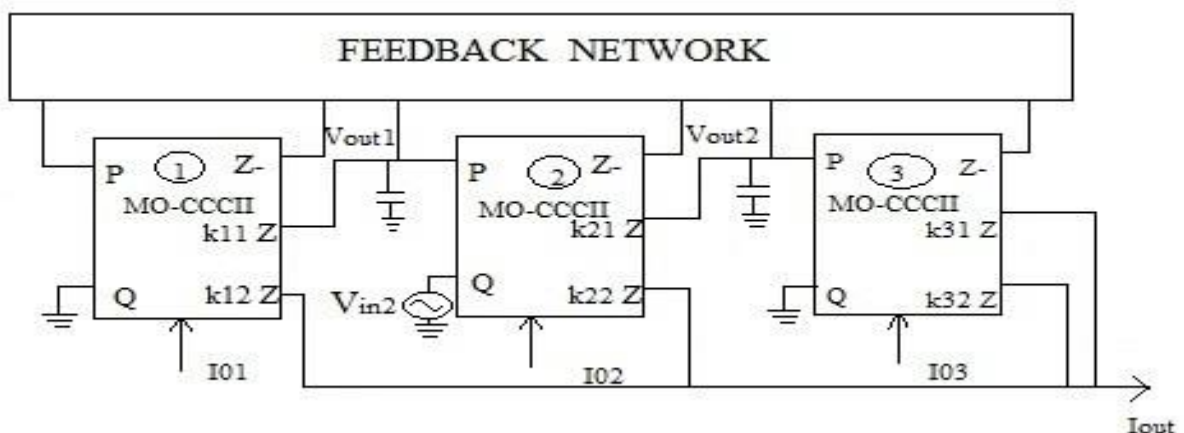 FEEDBACK NETWORK
Vout1
Vout2
P
1
Z-
MO-CCCII
k11 Z
Q
k12 Z
P
2
Z-
MO-CCCII
k21 Z
Q
k22 Z
P
3
Z-
MO-CCCII
k31 Z
Q
k32 Z
Vin2
I01
I02
I03
Iout